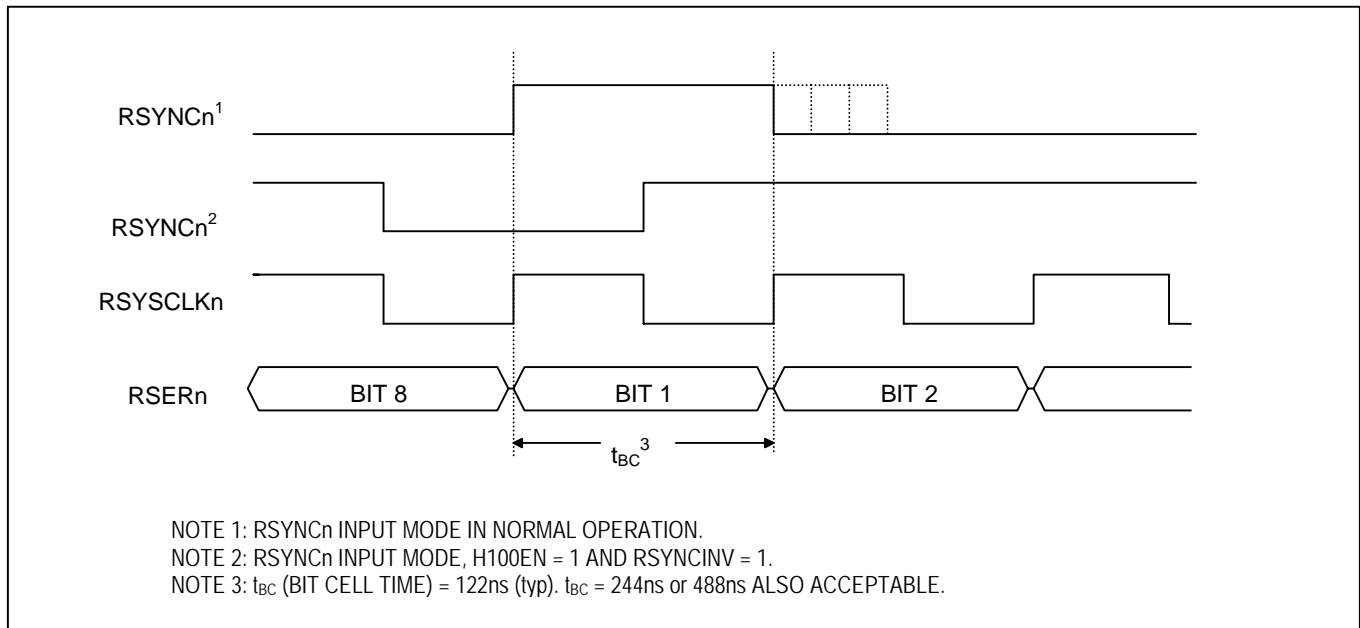 RSYNCn¹
RSYNCn²
RSYSCLKn
RSERn
BIT 8
BIT 1
BIT 2
tBC³
NOTE 1: RSYNCn INPUT MODE IN NORMAL OPERATION.
NOTE 2: RSYNCn INPUT MODE, H100EN = 1 AND RSYNCINV = 1.
NOTE 3: tBC (BIT CELL TIME) = 122ns (typ). tBC = 244ns or 488ns ALSO ACCEPTABLE.